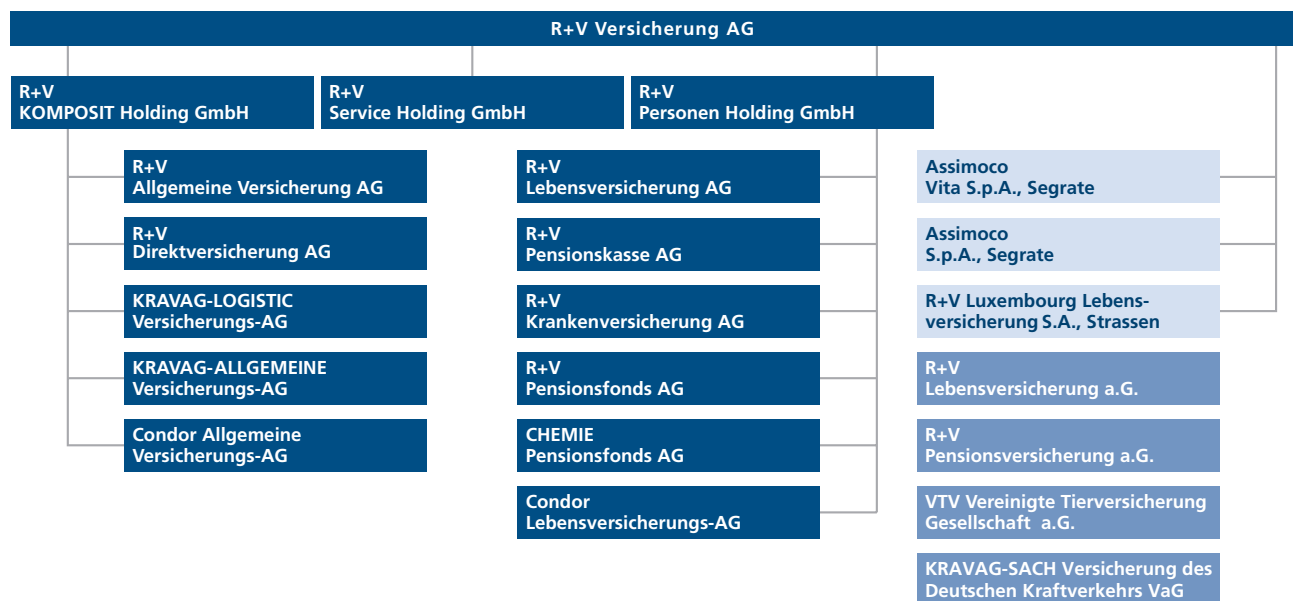 R+V Versicherung AG
R+V
KOMPOSIT Holding GmbH
R+V
Service Holding GmbH
R+V
Personen Holding GmbH
R+V
Allgemeine Versicherung AG
R+V
Direktversicherung AG
KRAVAG-LOGISTIC
Versicherungs-AG
KRAVAG-ALLGEMEINE
Versicherungs-AG
Condor Allgemeine
Versicherungs-AG
R+V
Lebensversicherung AG
R+V
Pensionskasse AG
R+V
Krankenversicherung AG
R+V
Pensionsfonds AG
CHEMIE
Pensionsfonds AG
Condor
Lebensversicherungs-AG
Assimoco
Vita S.p.A., Segrate
Assimoco
S.p.A., Segrate
R+V Luxembourg Lebens-
versicherung S.A., Strassen
R+V
Lebensversicherung a.G.
R+V
Pensionsversicherung a.G.
VTV Vereinigte Tierversicherung
Gesellschaft a.G.
KRAVAG-SACH Versicherung des
Deutschen Kraftverkehrs VaG